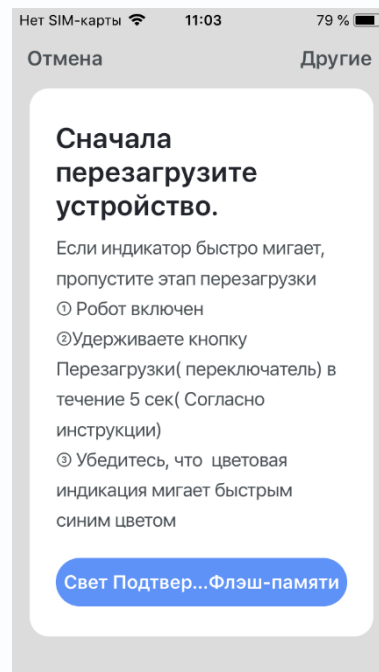 Нет SIM-карты 11:03 79 %
Отмена Другие
Сначала
перезагрузите
устройство.
Если индикатор быстро мигает,
пропустите этап перезагрузки
① Робот включен
②Удерживаете кнопку
Перезагрузки( переключатель) в
течение 5 сек( Согласно
инструкции)
③ Убедитесь, что цветовая
индикация мигает быстрым
синим цветом
Свет Подтвер...Флэш-памяти